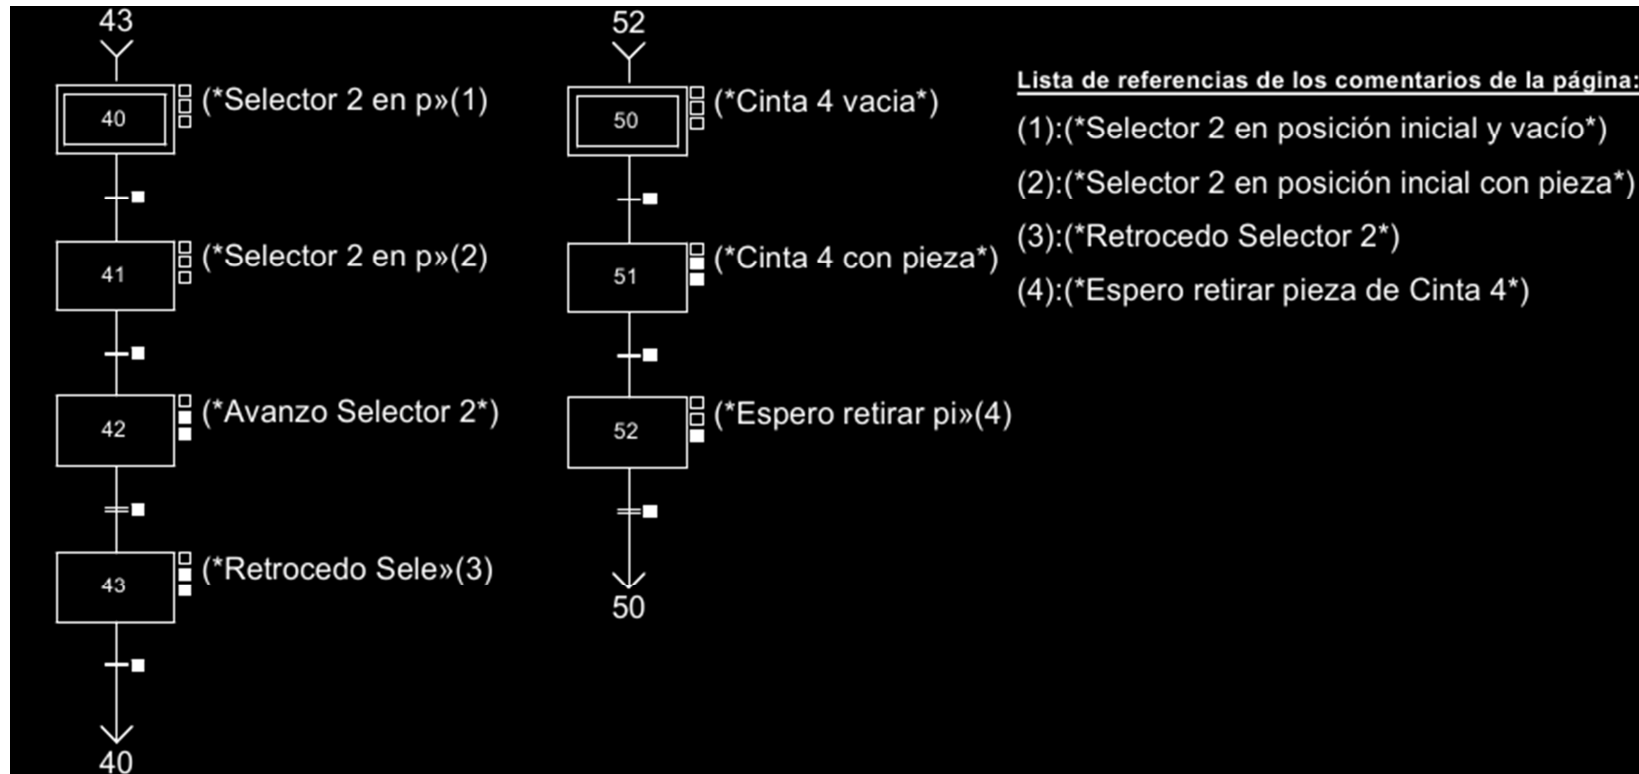 43
40
(*Selector 2 en p»(1)
41
(*Selector 2 en p»(2)
42
(*Avanzo Selector 2*)
43
(*Retrocedo Sele»(3)
40
52
50
(*Cinta 4 vacia*)
51
(*Cinta 4 con pieza*)
52
(*Espero retirar pi»(4)
50
Lista de referencias de los comentarios de la página:
(1):(*Selector 2 en posición inicial y vacío*)
(2):(*Selector 2 en posición incial con pieza*)
(3):(*Retrocedo Selector 2*)
(4):(*Espero retirar pieza de Cinta 4*)